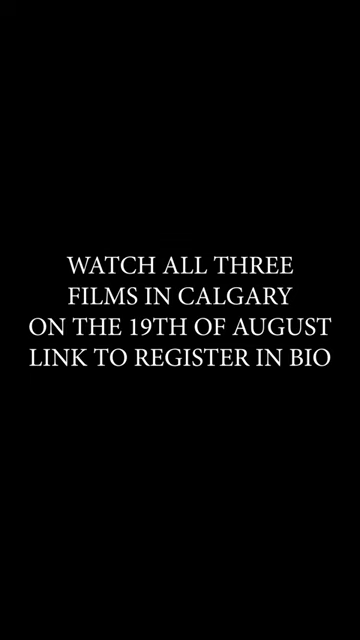 WATCH ALL THREE
FILMS IN CALGARY
ON THE 19TH OF AUGUST
LINK TO REGISTER IN BIO